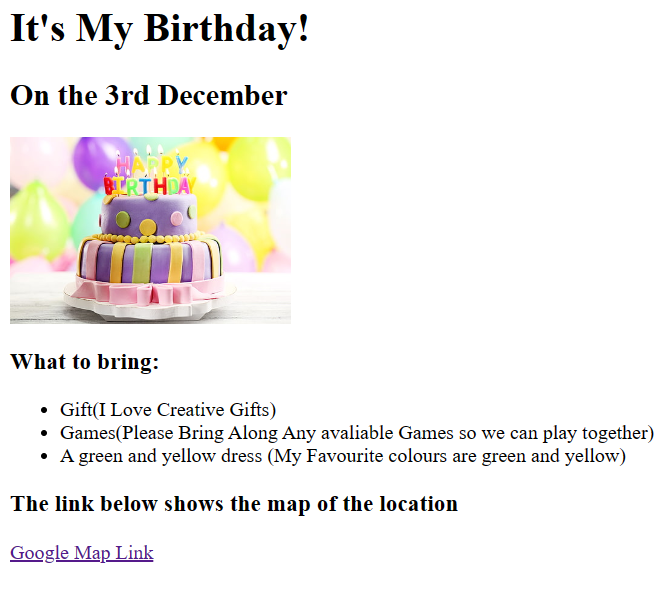 It's My Birthday!
On the 3rd December
HAPPY
BIRTHDAY
What to bring:
Gift(I Love Creative Gifts)
Games(Please Bring Along Any avaliable Games so we can play together)
A green and yellow dress (My Favourite colours are green and yellow)
The link below shows the map of the location
Google Map Link